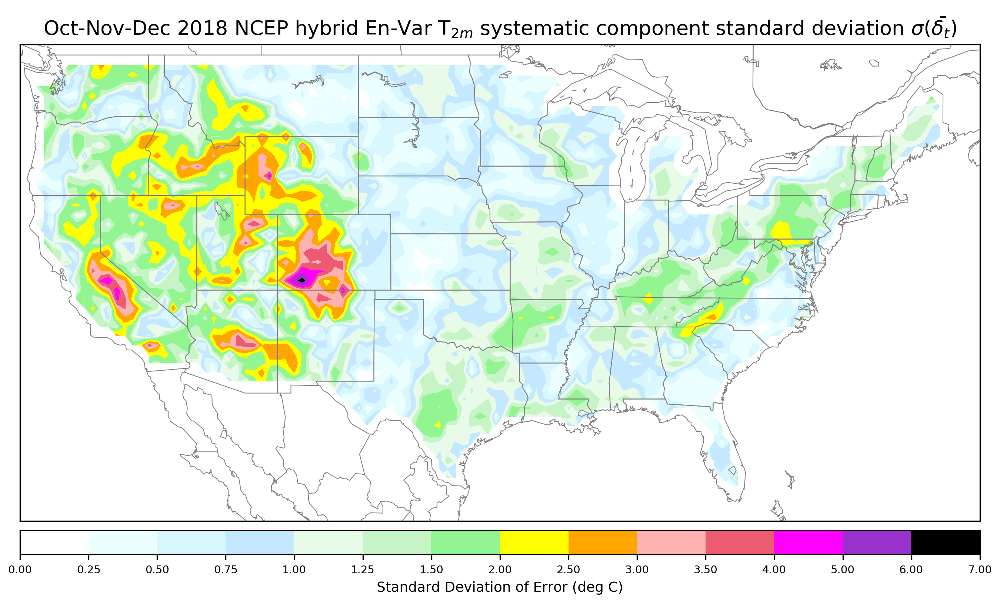 Oct-Nov-Dec 2018 NCEP hybrid En-Var T₂ₘ systematic component standard deviation σ(δ̄ₜ)
0.00 0.25 0.50 0.75 1.00 1.25 1.50 2.00 2.50 3.00 3.50 4.00 5.00 6.00 7.00
Standard Deviation of Error (deg C)